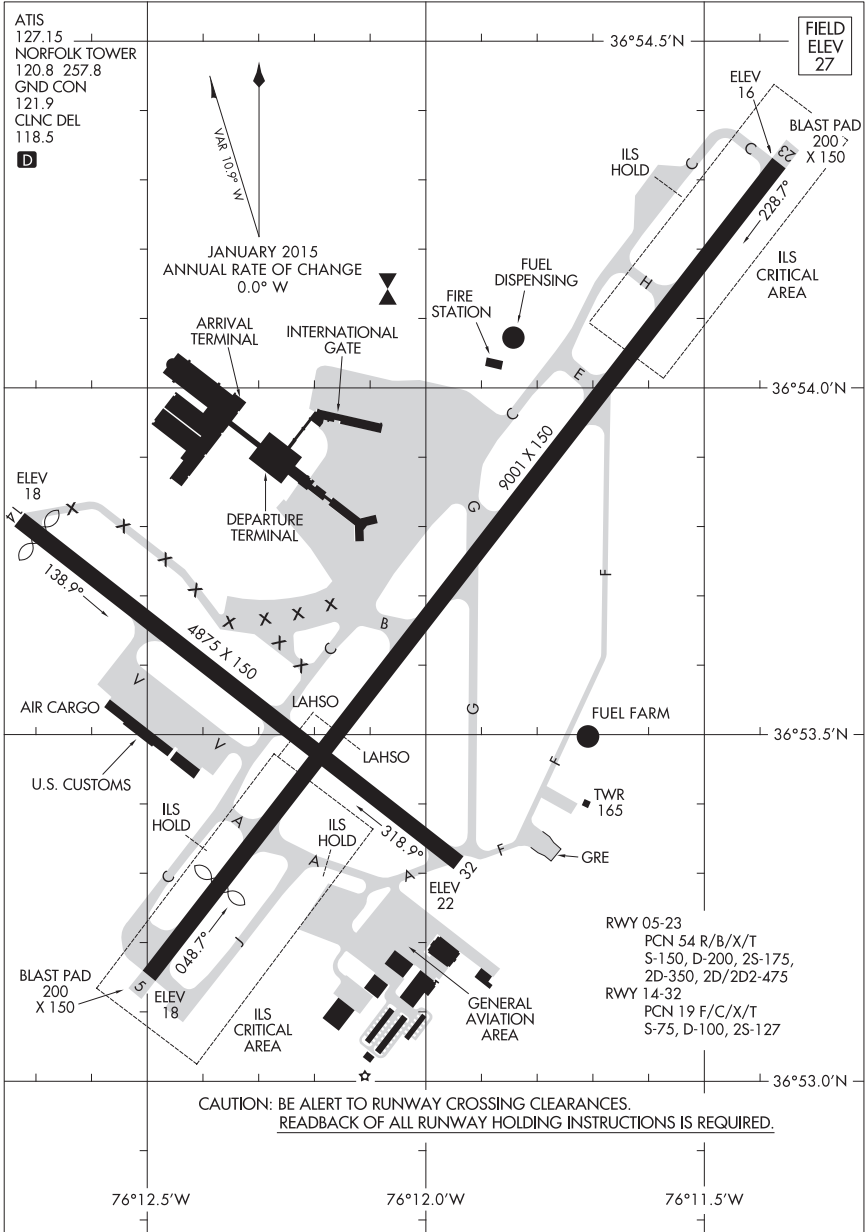 ATIS
127.15
NORFOLK TOWER
120.8 257.8
GND CON
121.9
CLNC DEL
118.5
D
36°54.5'N
FIELD
ELEV
27
VAR 10.9° W
JANUARY 2015
ANNUAL RATE OF CHANGE
0.0° W
ELEV
16
BLAST PAD
200
X 150
23
ILS
HOLD
C
C
228.7°
ILS
CRITICAL
AREA
H
FUEL
DISPENSING
FIRE
STATION
ARRIVAL
TERMINAL
INTERNATIONAL
GATE
E
36°54.0'N
C
9001 X 150
ELEV
18
14
X
X
X
X
X
X
X
X
X
X
DEPARTURE
TERMINAL
G
138.9°
F
4875 X 150
B
C
V
AIR CARGO
V
LAHSO
LAHSO
G
FUEL FARM
36°53.5'N
U.S. CUSTOMS
F
TWR
165
ILS
HOLD
A
ILS
HOLD
318.9°
A
A
F
GRE
32
ELEV
22
C
048.7°
J
BLAST PAD
200
X 150
5
ELEV
18
ILS
CRITICAL
AREA
GENERAL
AVIATION
AREA
RWY 05-23
PCN 54 R/B/X/T
S-150, D-200, 2S-175,
2D-350, 2D/2D2-475
RWY 14-32
PCN 19 F/C/X/T
S-75, D-100, 2S-127
36°53.0'N
CAUTION: BE ALERT TO RUNWAY CROSSING CLEARANCES.
READBACK OF ALL RUNWAY HOLDING INSTRUCTIONS IS REQUIRED.
76°12.5'W
76°12.0'W
76°11.5'W